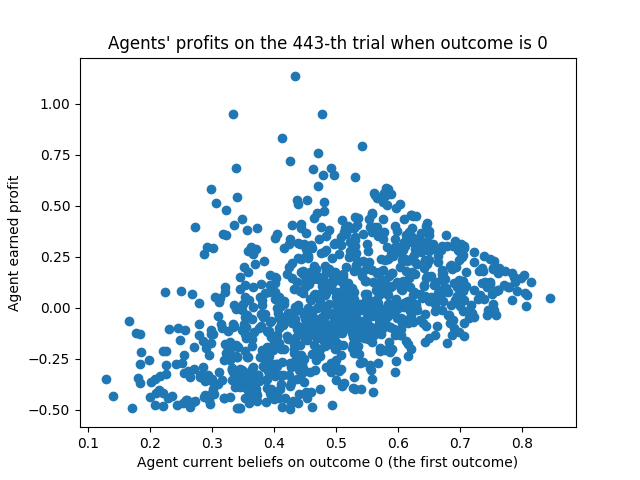 Agents' profits on the 443-th trial when outcome is 0
1.00
0.75
0.50
0.25
0.00
−0.25
−0.50
Agent earned profit
0.1 0.2 0.3 0.4 0.5 0.6 0.7 0.8
Agent current beliefs on outcome 0 (the first outcome)